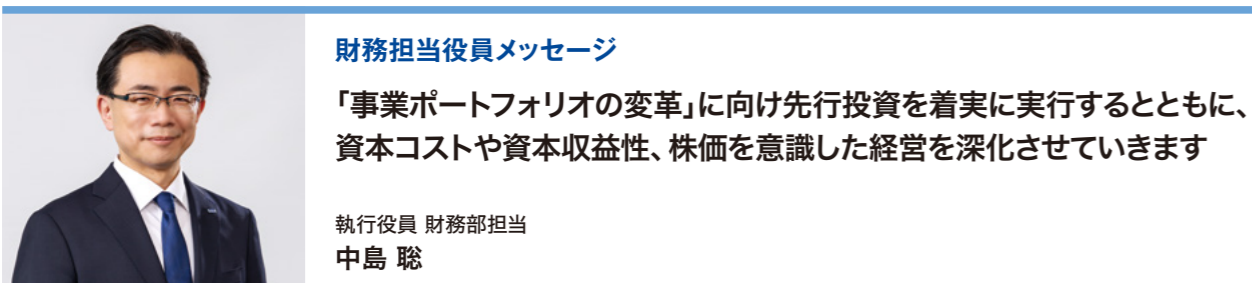 財務担当役員メッセージ
「事業ポートフォリオの変革」に向け先行投資を着実に実行するとともに、
資本コストや資本収益性、株価を意識した経営を深化させていきます
執行役員 財務部担当
中島 聡